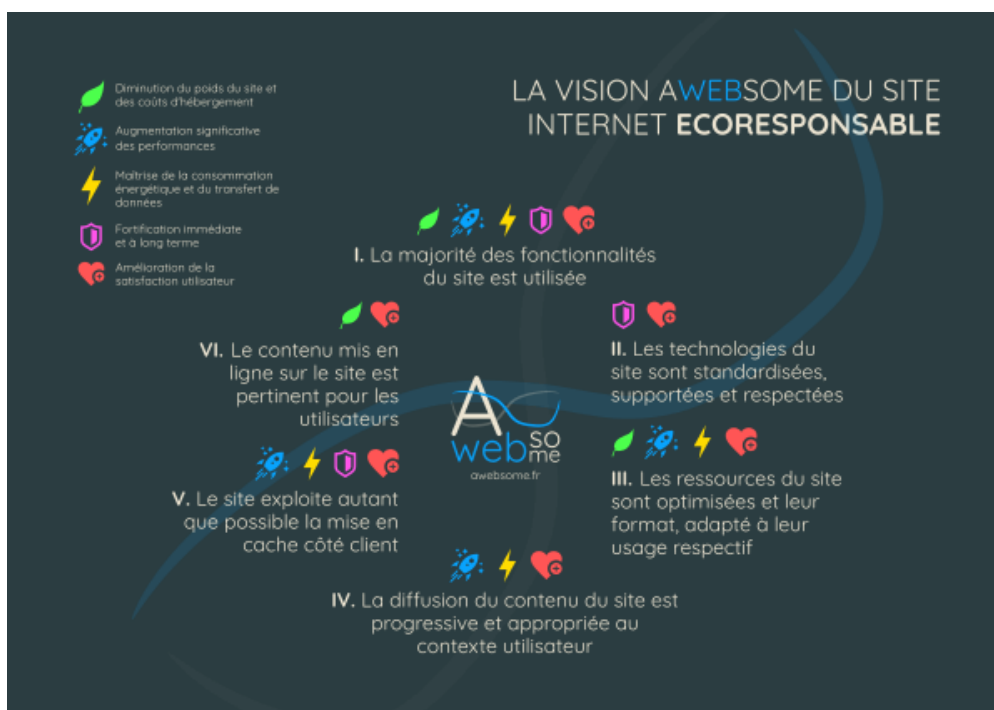 LA VISION AWEBSOME DU SITE
INTERNET ECORESPONSABLE
Diminution du poids du site et
des coûts d'hébergement
Augmentation significative
des performances
Maîtrise de la consommation
énergétique et du transfert de
données
Fortification immédiate
et à long terme
Amélioration de la
satisfaction utilisateur
I. La majorité des fonctionnalités
du site est utilisée
II. Les technologies du
site sont standardisées,
supportées et respectées
III. Les ressources du site
sont optimisées et leur
format, adapté à leur
usage respectif
IV. La diffusion du contenu du site est
progressive et appropriée au
contexte utilisateur
V. Le site exploite autant
que possible la mise en
cache côté client
VI. Le contenu mis en
ligne sur le site est
pertinent pour les
utilisateurs
Awebsome
awebsome.fr